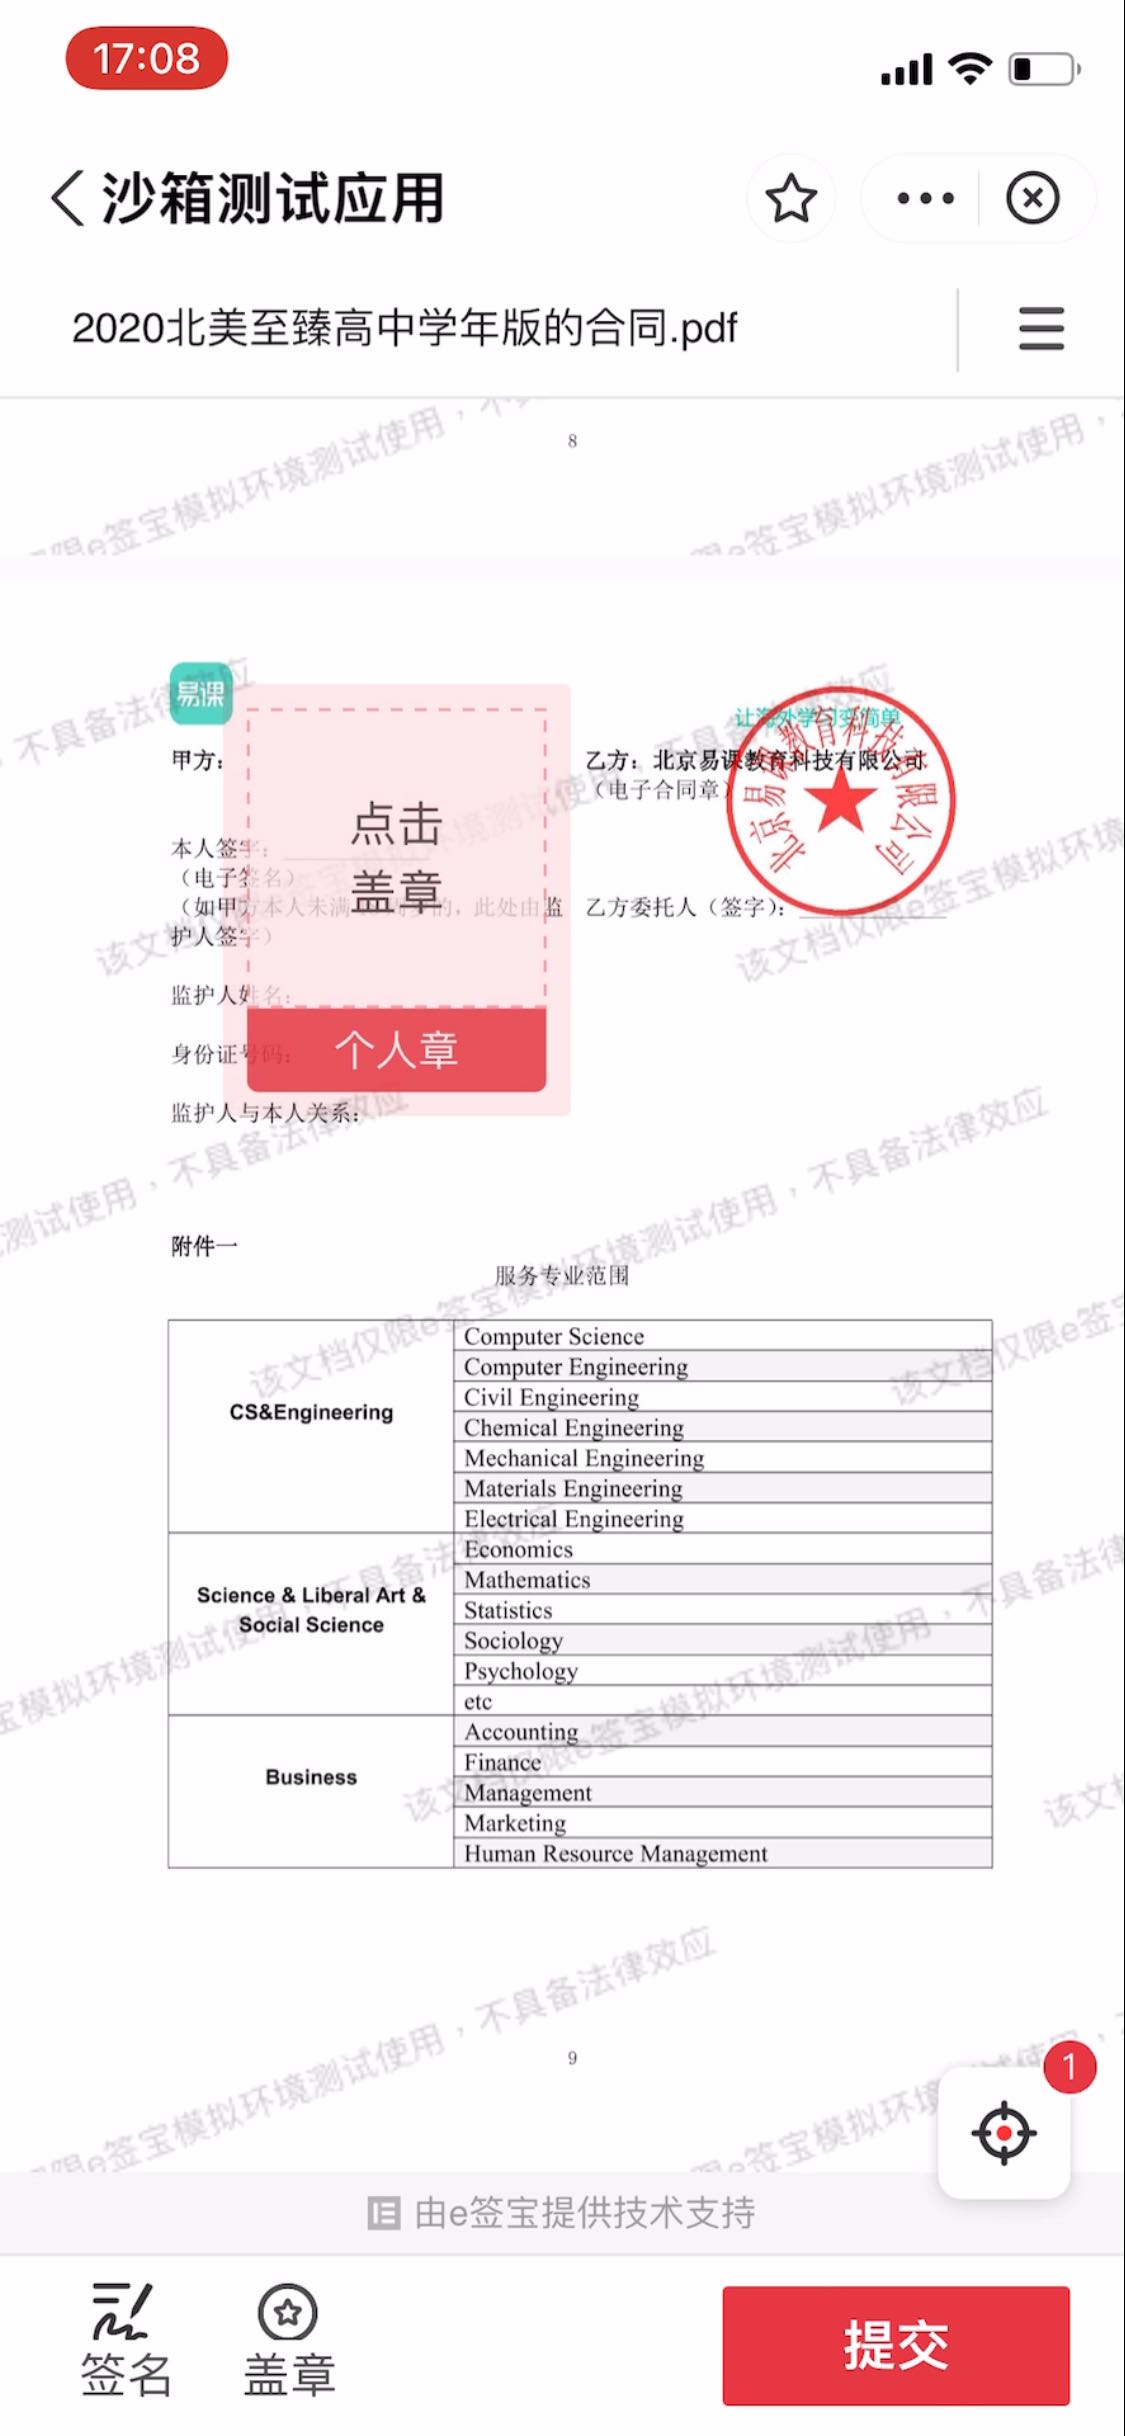 17:08
沙箱测试应用
2020北美至臻高中学年版的合同.pdf
8
易课
让海外学习变简单
甲方:
乙方：北京易课教育科技有限公司
（电子合同章）
北京易课教育科技有限公司
点击
盖章
个人章
本人签字：
（电子签名）
（如甲方本人未满 周岁的，此处由监
护人签字）
乙方委托人（签字）：
监护人姓名：
身份证号码：
监护人与本人关系：
附件一
服务专业范围
CS&Engineering
Computer Science
Computer Engineering
Civil Engineering
Chemical Engineering
Mechanical Engineering
Materials Engineering
Electrical Engineering
Science & Liberal Art &
Social Science
Economics
Mathematics
Statistics
Sociology
Psychology
etc
Business
Accounting
Finance
Management
Marketing
Human Resource Management
该文档仅限e签宝模拟环境测试使用，不具备法律效应
9
1
由e签宝提供技术支持
签名
盖章
提交